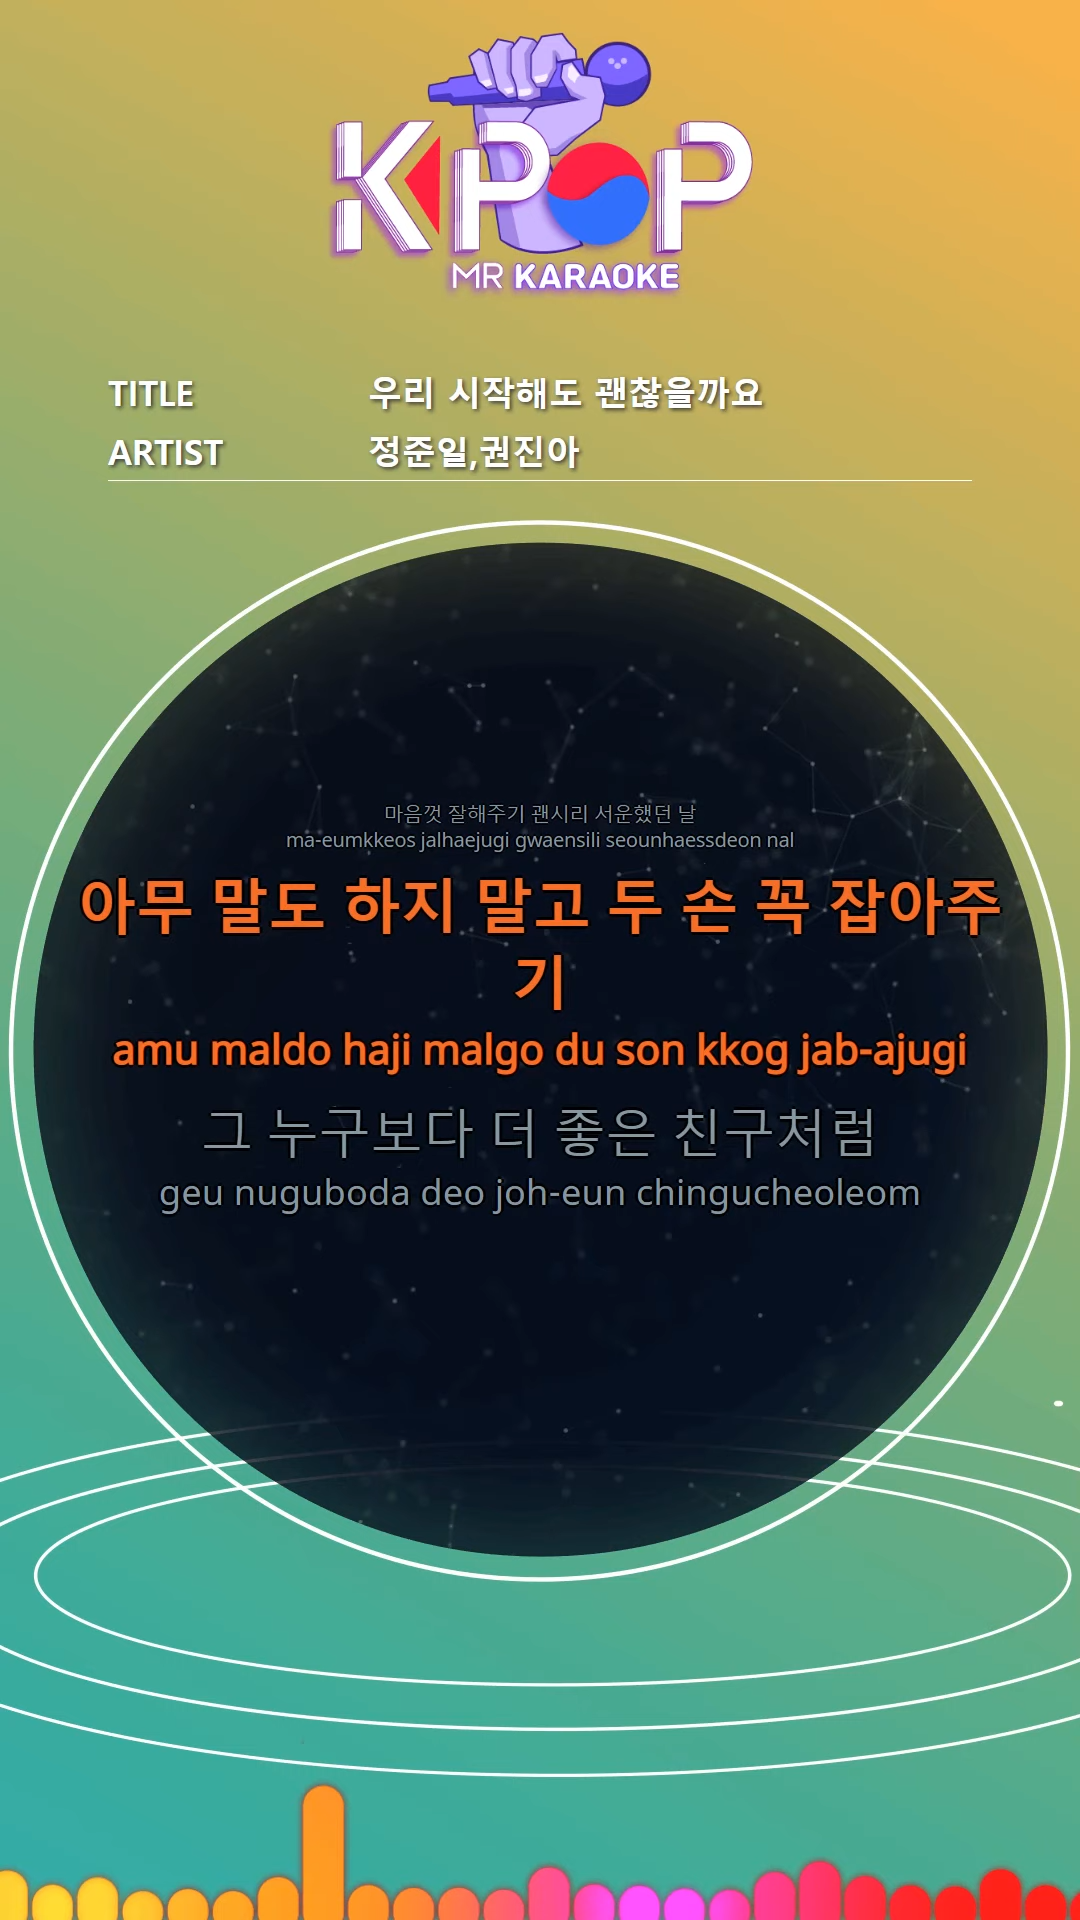 KPOP
MR KARAOKE
TITLE 우리 시작해도 괜찮을까요
ARTIST 정준일,권진아
마음껏 잘해주기 괜시리 서운했던 날
ma-eumkkeos jalhaejugi gwaensili seounhaessdeon nal
아무 말도 하지 말고 두 손 꼭 잡아주
기
amu maldo haji malgo du son kkog jab-ajugi
그 누구보다 더 좋은 친구처럼
geu nuguboda deo joh-eun chingucheoleom